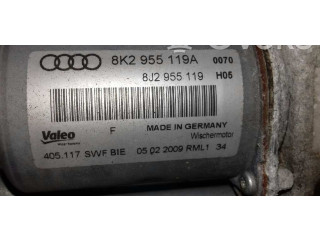 8K2 955 119A 0070
8J2 955 119 H05
Valeo F MADE IN GERMANY
Wischermotor
405.117 SWF BIE 05 02 2009 RML1 34